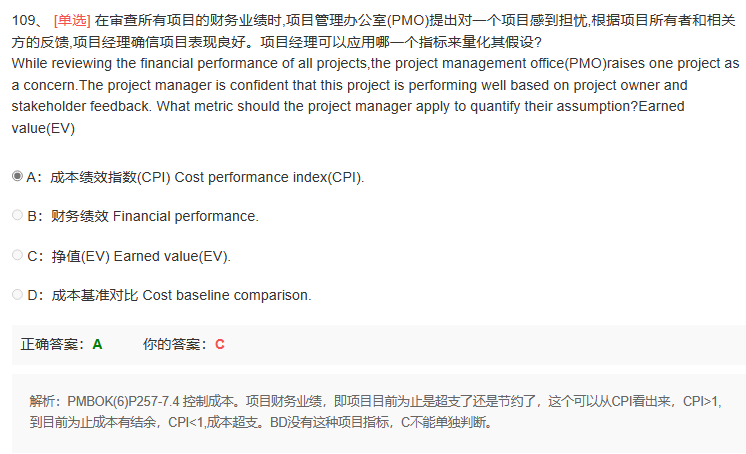 109、 [单选] 在审查所有项目的财务业绩时,项目管理办公室(PMO)提出对一个项目感到担忧,根据项目所有者和相关
方的反馈,项目经理确信项目表现良好。项目经理可以应用哪一个指标来量化其假设?
While reviewing the financial performance of all projects,the project management office(PMO)raises one project as
a concern.The project manager is confident that this project is performing well based on project owner and
stakeholder feedback. What metric should the project manager apply to quantify their assumption?Earned
value(EV)
A：成本绩效指数(CPI) Cost performance index(CPI).
B：财务绩效 Financial performance.
C：挣值(EV) Earned value(EV).
D：成本基准对比 Cost baseline comparison.
正确答案：A 你的答案：C
解析：PMBOK(6)P257-7.4 控制成本。项目财务业绩，即项目目前为止是超支了还是节约了，这个可以从CPI看出来，CPI>1,
到目前为止成本有结余，CPI<1,成本超支。BD没有这种项目指标，C不能单独判断。